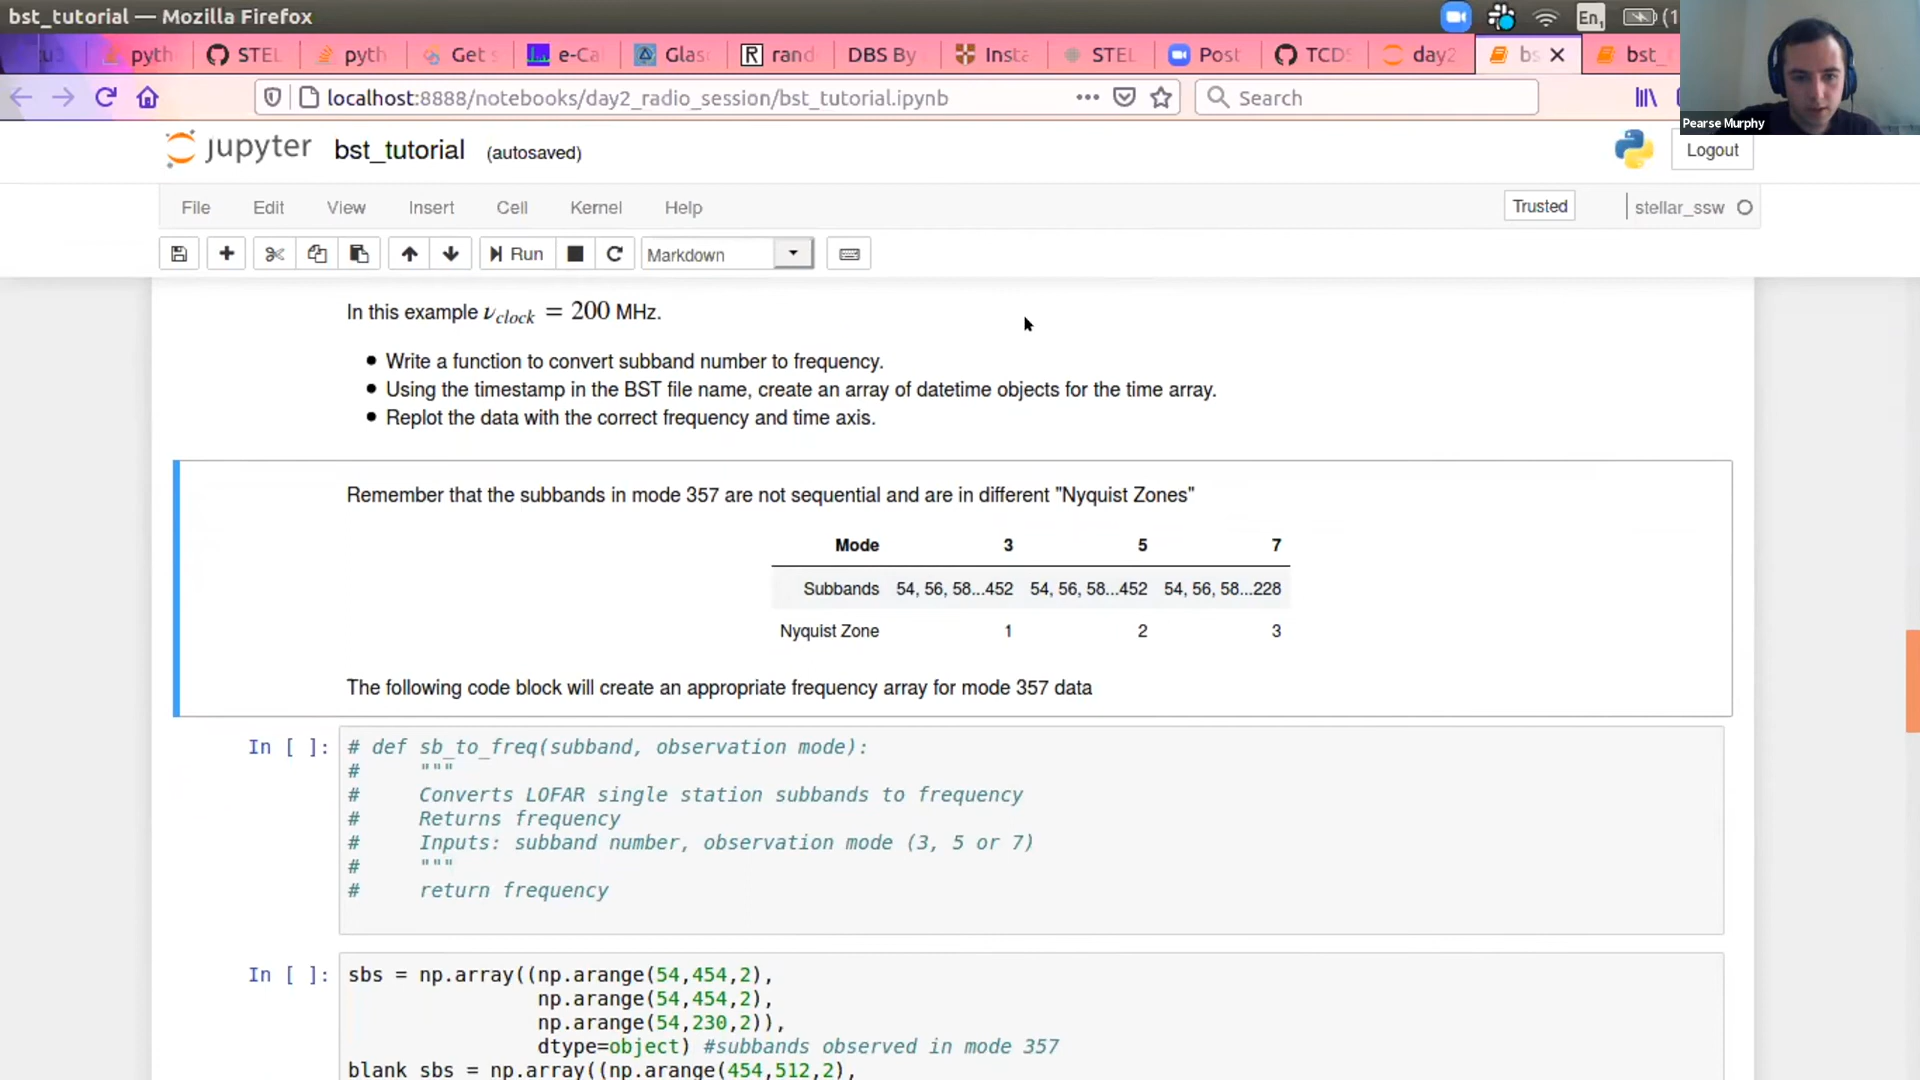 bst_tutorial — Mozilla Firefox
En1
(1
pyth
STEL
pyth
Get s
e-Ca
Glas
rand
DBS By
Insta
STEL
Post
TCDS
day2
bs
bst_
localhost:8888/notebooks/day2_radio_session/bst_tutorial.ipynb
Search
Pearse Murphy
jupyter bst_tutorial (autosaved)
Logout
File Edit View Insert Cell Kernel Help
Trusted
stellar_ssw
Run
Markdown
In this example νclock = 200 MHz.
• Write a function to convert subband number to frequency.
• Using the timestamp in the BST file name, create an array of datetime objects for the time array.
• Replot the data with the correct frequency and time axis.
Remember that the subbands in mode 357 are not sequential and are in different "Nyquist Zones"
Mode 3 5 7
Subbands 54, 56, 58...452 54, 56, 58...452 54, 56, 58...228
Nyquist Zone 1 2 3
The following code block will create an appropriate frequency array for mode 357 data
In [ ]: # def sb_to_freq(subband, observation mode):
# """
# Converts LOFAR single station subbands to frequency
# Returns frequency
# Inputs: subband number, observation mode (3, 5 or 7)
# """
# return frequency
In [ ]: sbs = np.array((np.arange(54,454,2),
np.arange(54,454,2),
np.arange(54,230,2)),
dtype=object) #subbands observed in mode 357
blank_sbs = np.array((np.arange(454,512,2),